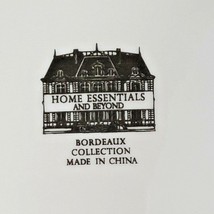 HOME ESSENTIALS
AND BEYOND
BORDEAUX
COLLECTION
MADE IN CHINA